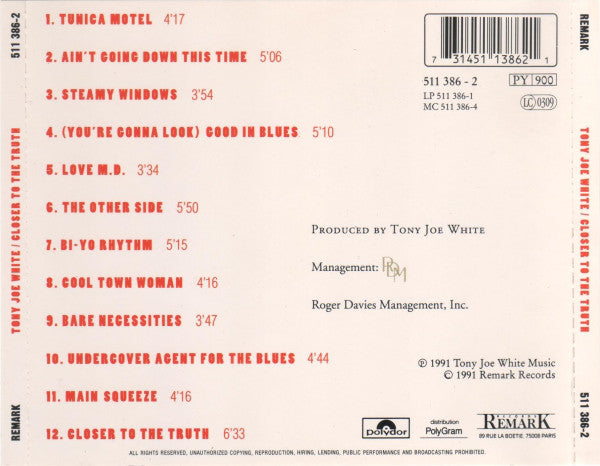 511 386-2
TONY JOE WHITE / CLOSER TO THE TRUTH
REMARK
1. TUNICA MOTEL 4'17
2. AIN'T GOING DOWN THIS TIME 5'06
3. STEAMY WINDOWS 3'54
4. (YOU'RE GONNA LOOK) GOOD IN BLUES 5'10
5. LOVE M.D. 3'34
6. THE OTHER SIDE 5'50
7. BI-YO RHYTHM 5'15
8. COOL TOWN WOMAN 4'16
9. BARE NECESSITIES 3'47
10. UNDERCOVER AGENT FOR THE BLUES 4'44
11. MAIN SQUEEZE 4'16
12. CLOSER TO THE TRUTH 6'33
7 31451 13862 1
511 386 - 2 PY 900
LP 511 386-1
MC 511 386-4
LC 0309
PRODUCED BY TONY JOE WHITE
Management: RDM
Roger Davies Management, Inc.
℗ 1991 Tony Joe White Music
© 1991 Remark Records
polydor
distribution
PolyGram
RECORDS
REMARK
89 RUE LA BOETIE 75008 PARIS
ALL RIGHTS RESERVED. UNAUTHORIZED COPYING, REPRODUCTION, HIRING, LENDING, PUBLIC PERFORMANCE AND BROADCASTING PROHIBITED.
REMARK
TONY JOE WHITE / CLOSER TO THE TRUTH
511 386-2